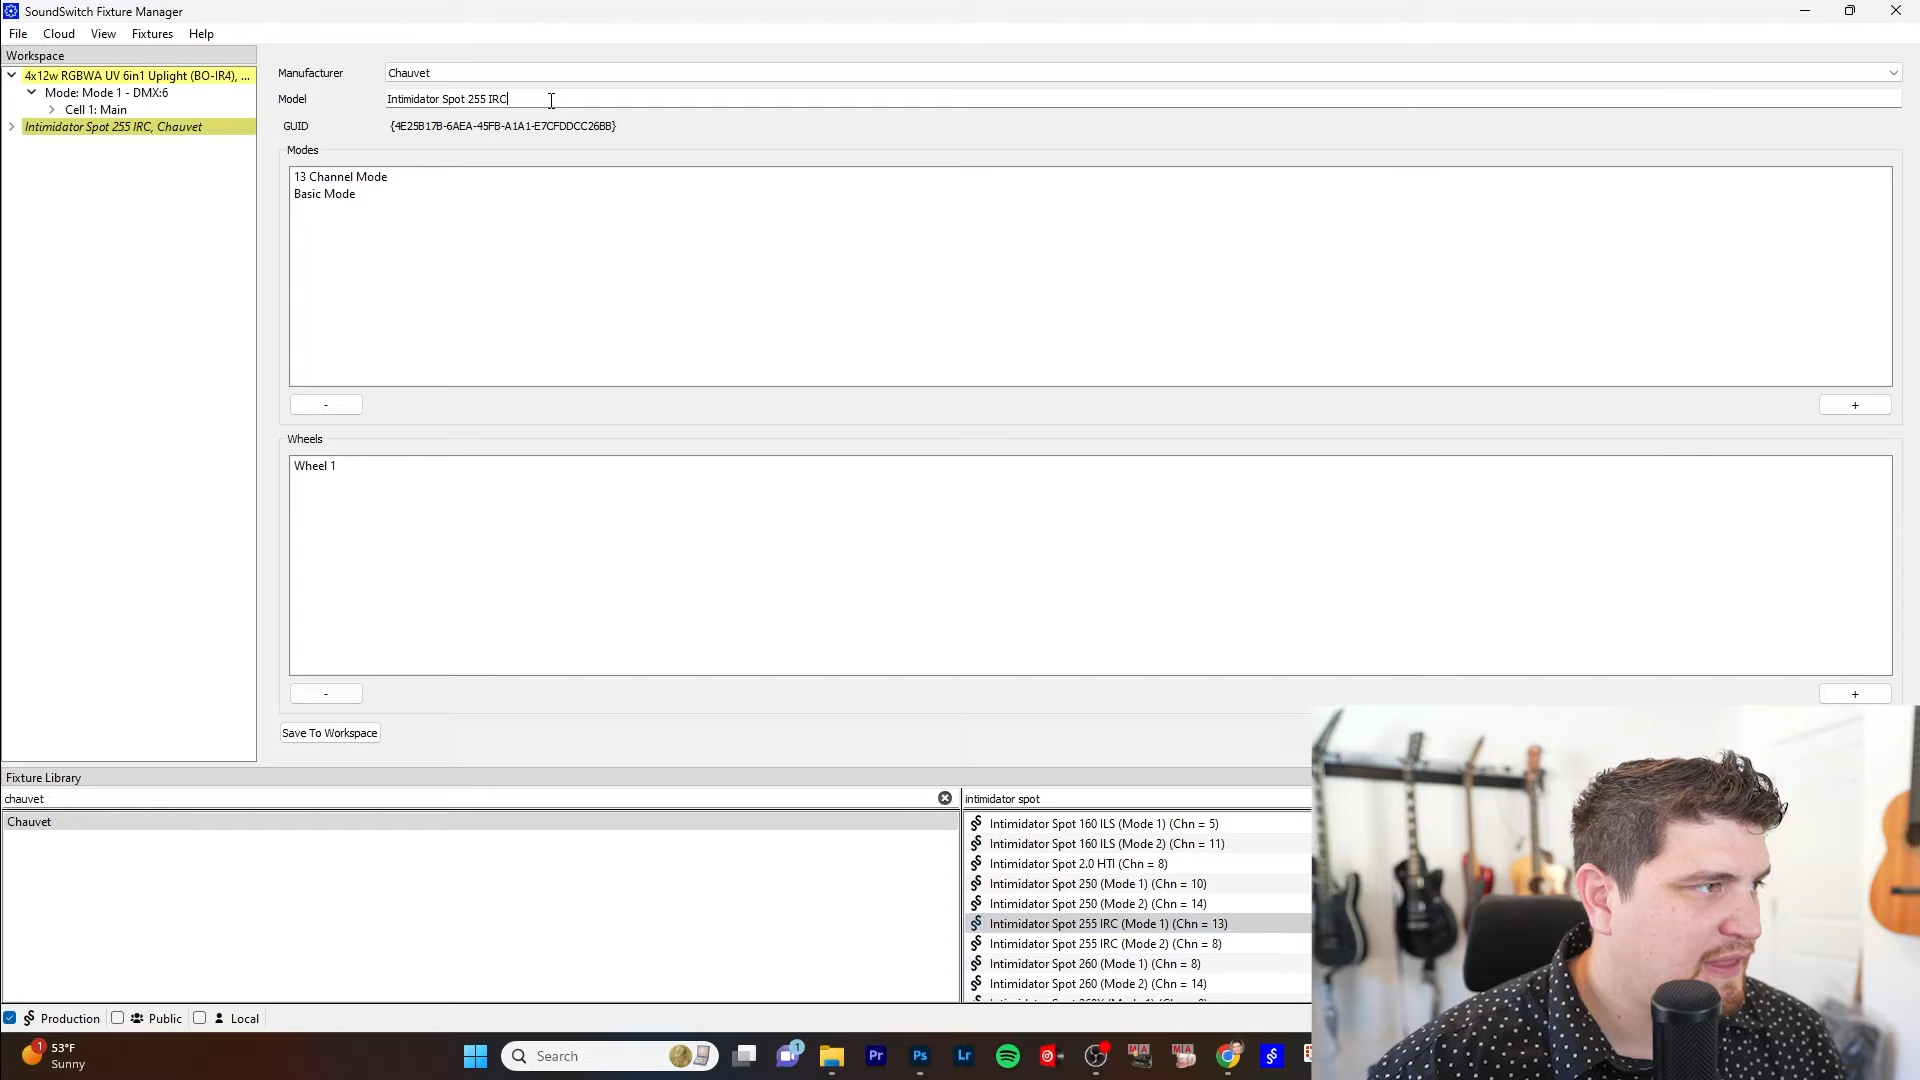 SoundSwitch Fixture Manager
File Cloud View Fixtures Help
Workspace
4x12w RGBWA UV 6in1 Uplight (BO-IR4), ...
Mode: Mode 1 - DMX:6
Cell 1: Main
Intimidator Spot 255 IRC, Chauvet
Manufacturer Chauvet
Model Intimidator Spot 255 IRC
GUID {4E25B17B-6AEA-45FB-A1A1-E7CFDDCC26BB}
Modes
13 Channel Mode
Basic Mode
- +
Wheels
Wheel 1
- +
Save To Workspace
Fixture Library
chauvet
Chauvet
intimidator spot
Intimidator Spot 160 ILS (Mode 1) (Chn = 5)
Intimidator Spot 160 ILS (Mode 2) (Chn = 11)
Intimidator Spot 2.0 HTI (Chn = 8)
Intimidator Spot 250 (Mode 1) (Chn = 10)
Intimidator Spot 250 (Mode 2) (Chn = 14)
Intimidator Spot 255 IRC (Mode 1) (Chn = 13)
Intimidator Spot 255 IRC (Mode 2) (Chn = 8)
Intimidator Spot 260 (Mode 1) (Chn = 8)
Intimidator Spot 260 (Mode 2) (Chn = 14)
Production Public Local
1
53°F
Sunny
Search
1
Pr
Ps
Lr